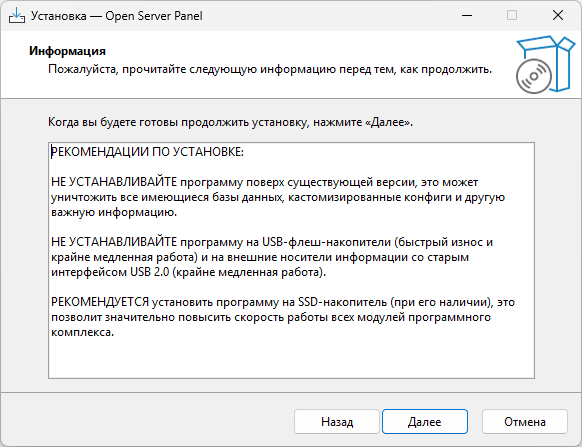 Установка — Open Server Panel
Информация
Пожалуйста, прочитайте следующую информацию перед тем, как продолжить.
Когда вы будете готовы продолжить установку, нажмите «Далее».
РЕКОМЕНДАЦИИ ПО УСТАНОВКЕ:
НЕ УСТАНАВЛИВАЙТЕ программу поверх существующей версии, это может
уничтожить все имеющиеся базы данных, кастомизированные конфиги и другую
важную информацию.
НЕ УСТАНАВЛИВАЙТЕ программу на USB-флеш-накопители (быстрый износ и
крайне медленная работа) и на внешние носители информации со старым
интерфейсом USB 2.0 (крайне медленная работа).
РЕКОМЕНДУЕТСЯ установить программу на SSD-накопитель (при его наличии), это
позволит значительно повысить скорость работы всех модулей программного
комплекса.
Назад
Далее
Отмена